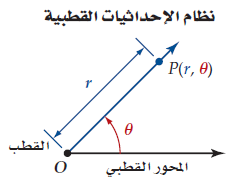 نظام الإحداثيات القطبية
r
P(r, θ)
θ
القطب
O
المحور القطبي